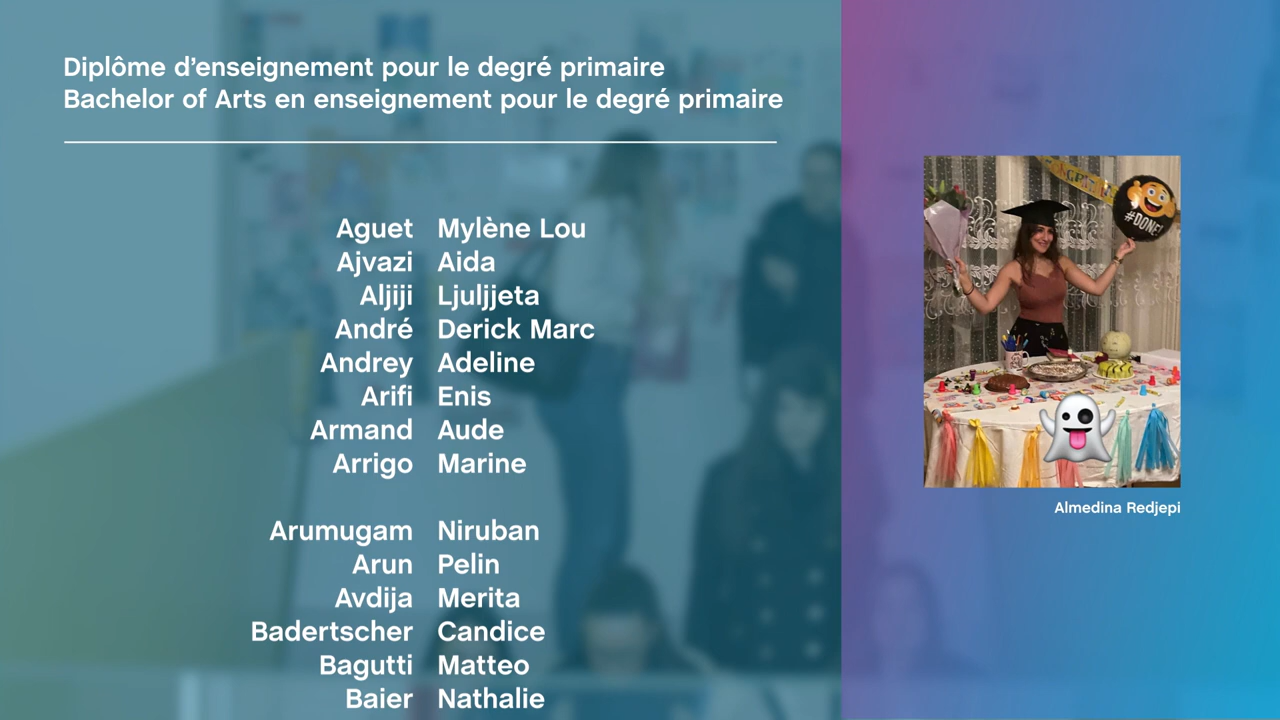 Diplôme d’enseignement pour le degré primaire
Bachelor of Arts en enseignement pour le degré primaire
Aguet Mylène Lou
Ajvazi Aida
Aljiji Ljuljjeta
André Derick Marc
Andrey Adeline
Arifi Enis
Armand Aude
Arrigo Marine
Arumugam Niruban
Arun Pelin
Avdija Merita
Badertscher Candice
Bagutti Matteo
Baier Nathalie
#DONE!
Almedina Redjepi